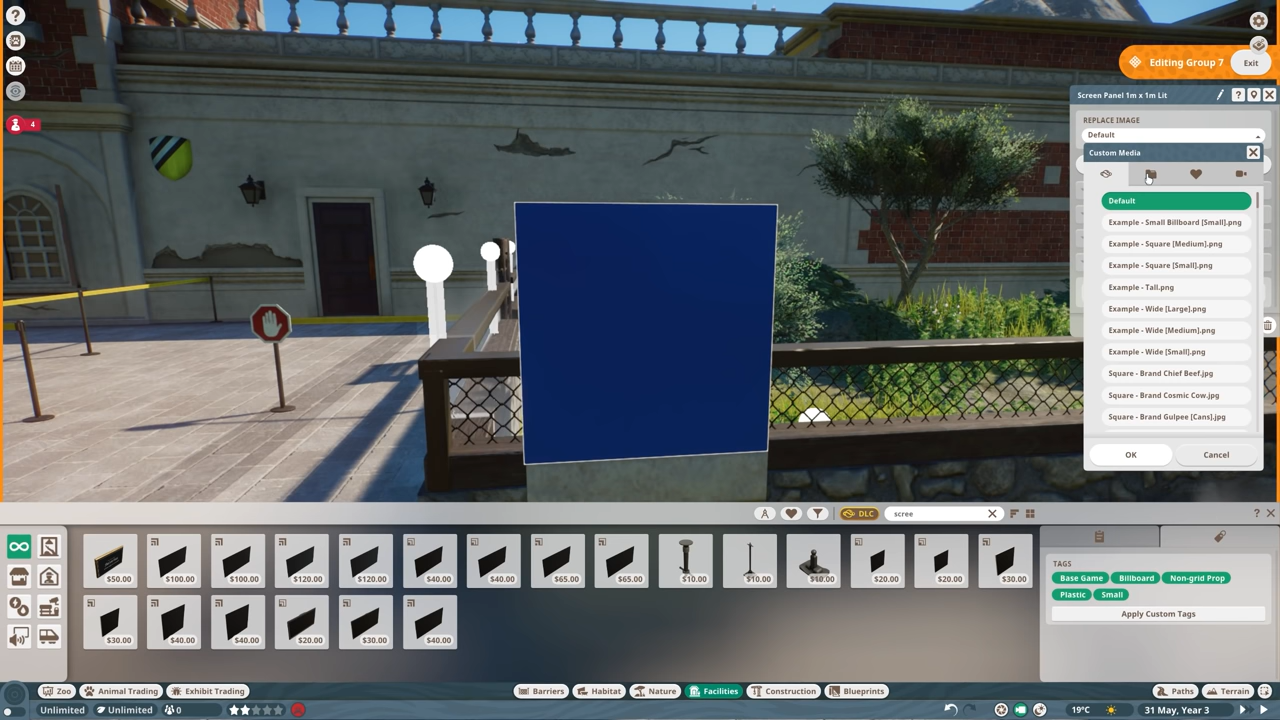 ?
Editing Group 7
Exit
4
Screen Panel 1m x 1m Lit
?
REPLACE IMAGE
Default
Custom Media
Default
Example - Small Billboard [Small].png
Example - Square [Medium].png
Example - Square [Small].png
Example - Tall.png
Example - Wide [Large].png
Example - Wide [Medium].png
Example - Wide [Small].png
Square - Brand Chief Beef.jpg
Square - Brand Cosmic Cow.jpg
Square - Brand Gulpee [Cans].jpg
OK
Cancel
DLC
scree
?
$50.00
$100.00
$100.00
$120.00
$120.00
$40.00
$40.00
$65.00
$65.00
$10.00
$10.00
$10.00
$20.00
$20.00
$30.00
$30.00
$40.00
$40.00
$20.00
$30.00
$40.00
TAGS
Base Game
Billboard
Non-grid Prop
Plastic
Small
Apply Custom Tags
Zoo
Animal Trading
Exhibit Trading
Barriers
Habitat
Nature
Facilities
Construction
Blueprints
Paths
Terrain
Unlimited
Unlimited
0
19°C
31 May, Year 3